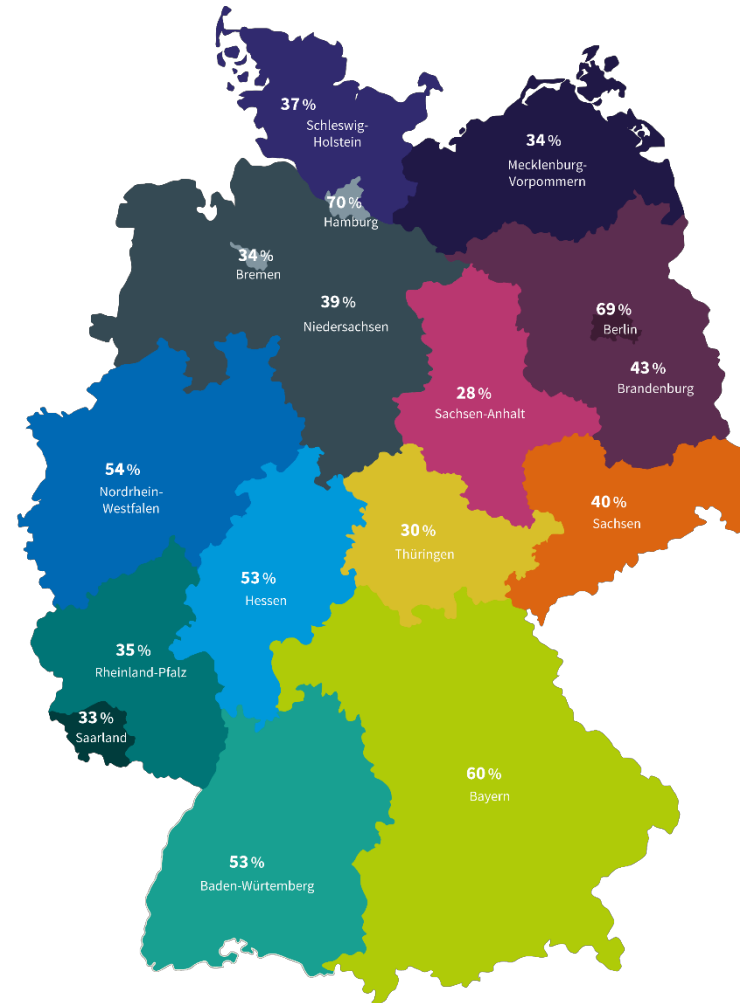 37 %
Schleswig-
Holstein
34 %
Mecklenburg-
Vorpommern
70 %
Hamburg
34 %
Bremen
39 %
Niedersachsen
69 %
Berlin
43 %
Brandenburg
28 %
Sachsen-Anhalt
54 %
Nordrhein-
Westfalen
40 %
Sachsen
30 %
Thüringen
53 %
Hessen
35 %
Rheinland-Pfalz
33 %
Saarland
60 %
Bayern
53 %
Baden-Würtemberg